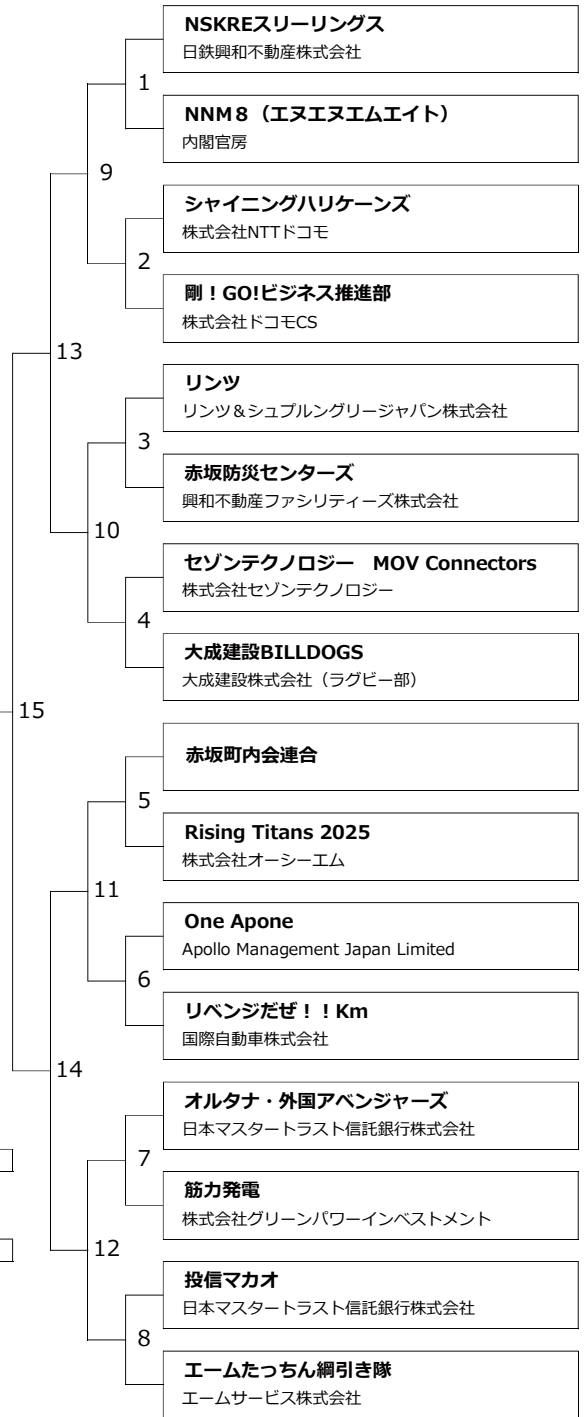 NSKREスリーリングス
日鉄興和不動産株式会社
1
NNM８（エヌエヌエムエイト）
内閣官房
9
シャイニングハリケーンズ
株式会社NTTドコモ
2
剛！GO!ビジネス推進部
株式会社ドコモCS
13
リンツ
リンツ＆シュプルングリージャパン株式会社
3
赤坂防災センターズ
興和不動産ファシリティーズ株式会社
10
セゾンテクノロジー　MOV Connectors
株式会社セゾンテクノロジー
4
大成建設BILLDOGS
大成建設株式会社（ラグビー部）
15
赤坂町内会連合
5
Rising Titans 2025
株式会社オーシーエム
11
One Apone
Apollo Management Japan Limited
6
リベンジだぜ！！Km
国際自動車株式会社
14
オルタナ・外国アベンジャーズ
日本マスタートラスト信託銀行株式会社
7
筋力発電
株式会社グリーンパワーインベストメント
12
投信マカオ
日本マスタートラスト信託銀行株式会社
8
エームたっちん綱引き隊
エームサービス株式会社